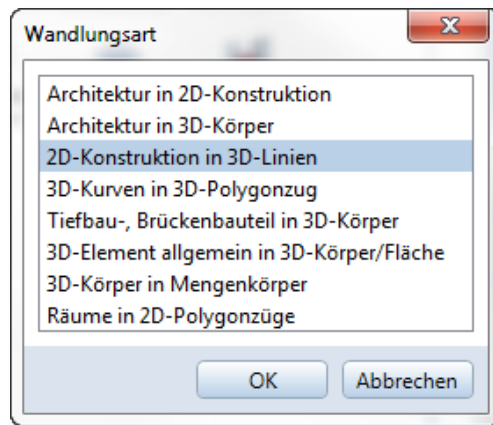 Wandlungsart
Architektur in 2D-Konstruktion
Architektur in 3D-Körper
2D-Konstruktion in 3D-Linien
3D-Kurven in 3D-Polygonzug
Tiefbau-, Brückenbauteil in 3D-Körper
3D-Element allgemein in 3D-Körper/Fläche
3D-Körper in Mengenkörper
Räume in 2D-Polygonzüge
OK Abbrechen